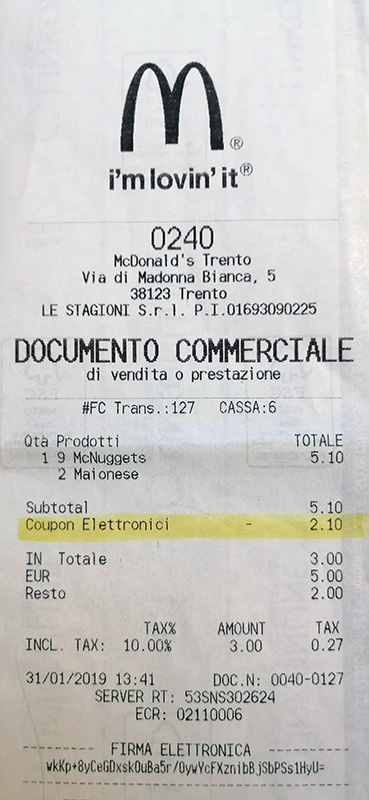 i'm lovin' it®
0240
McDonald's Trento
Via di Madonna Bianca, 5
38123 Trento
LE STAGIONI S.r.l. P.I.01693090225
DOCUMENTO COMMERCIALE
di vendita o prestazione
#FC Trans.:127 CASSA:6
Qtà Prodotti TOTALE
1 9 McNuggets 5.10
2 Maionese
Subtotal 5.10
Coupon Elettronici - 2.10
IN Totale 3.00
EUR 5.00
Resto 2.00
TAX% AMOUNT TAX
INCL. TAX: 10.00% 3.00 0.27
31/01/2019 13:41 DOC.N: 0040-0127
SERVER RT: 53SNS302624
ECR: 02110006
-------- FIRMA ELETTRONICA --------
wkKp+8yCeGDxskOuBa5r/0ywYcFXznibBjSbPSs1HyU=